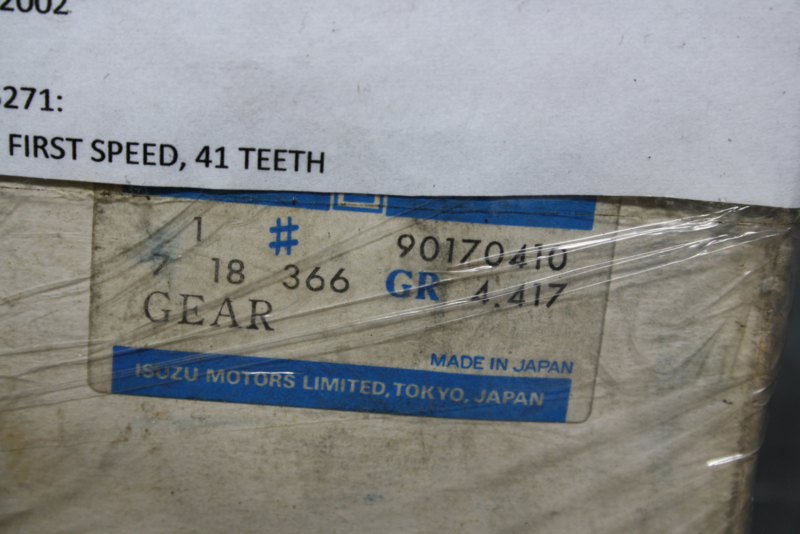 2002
271:
FIRST SPEED, 41 TEETH
1 # 90170410
7 18 366 GR 4.417
GEAR
MADE IN JAPAN
ISUZU MOTORS LIMITED, TOKYO, JAPAN